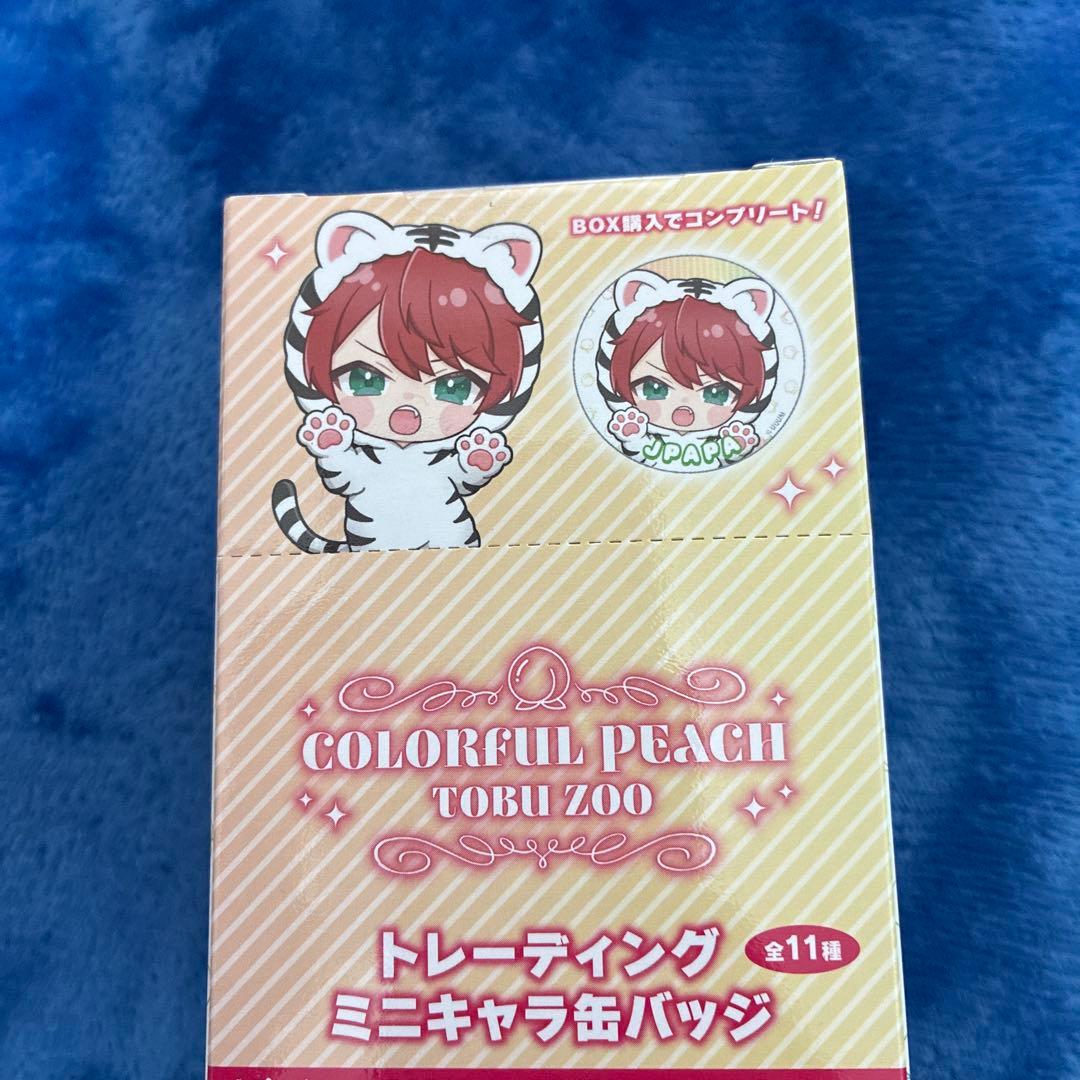 BOX購入でコンプリート!
JPAPA
COLORFUL PEACH
TOBU ZOO
トレーディング
全11種
ミニキャラ缶バッジ